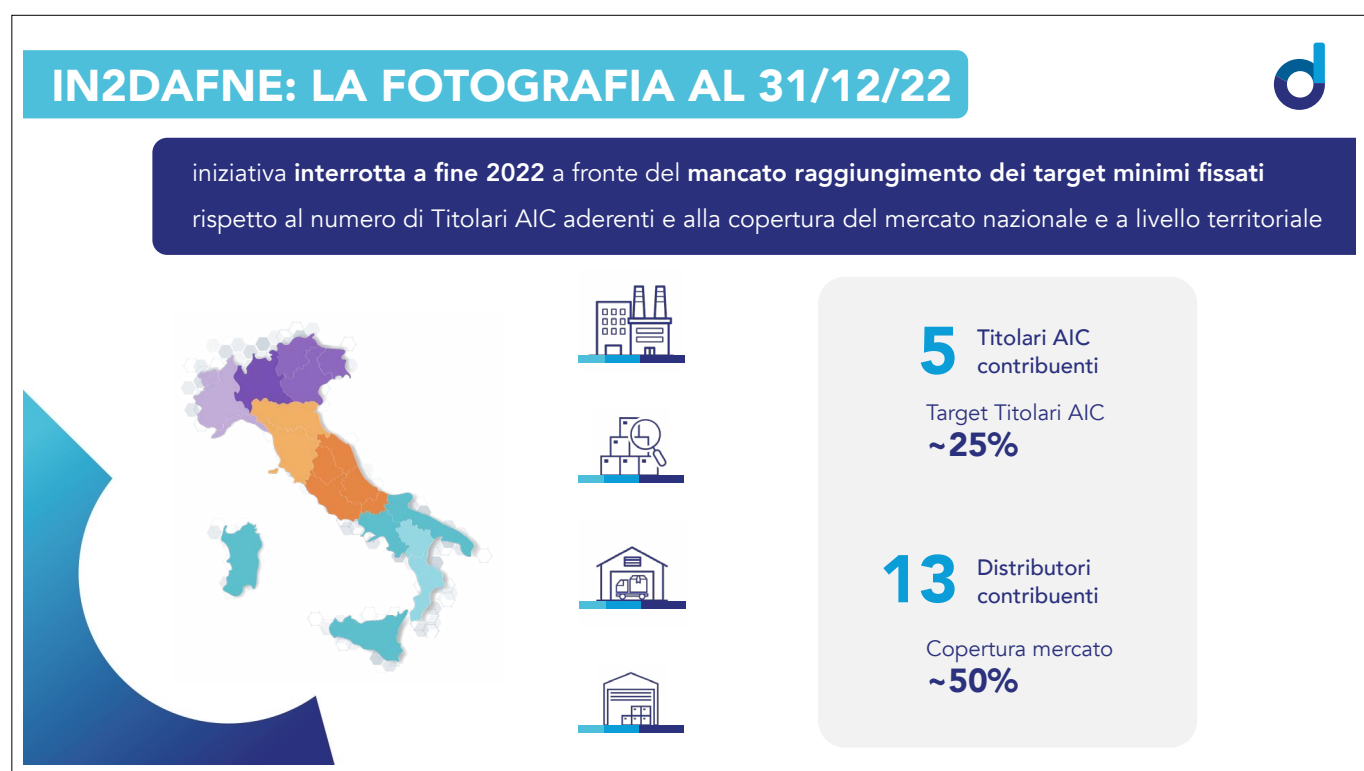 IN2DAFNE: LA FOTOGRAFIA AL 31/12/22
iniziativa interrotta a fine 2022 a fronte del mancato raggiungimento dei target minimi fissati
rispetto al numero di Titolari AIC aderenti e alla copertura del mercato nazionale e a livello territoriale
5
Titolari AIC
contribuenti
Target Titolari AIC
~25%
13
Distributori
contribuenti
Copertura mercato
~50%